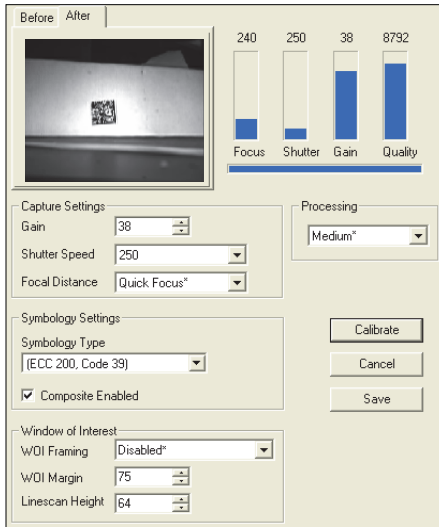 Before After
240 250 38 8792
Focus Shutter Gain Quality
Capture Settings
Gain 38
Shutter Speed 250
Focal Distance Quick Focus*
Processing
Medium*
Symbology Settings
Symbology Type
(ECC 200, Code 39)
Composite Enabled
Calibrate
Cancel
Save
Window of Interest
WOI Framing Disabled*
WOI Margin 75
Linescan Height 64